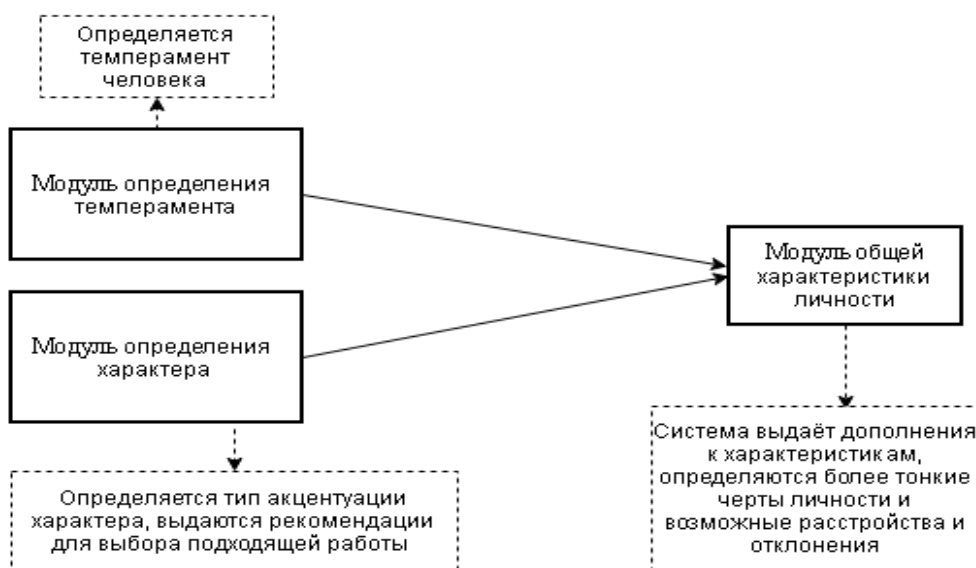 Определяется
темперамент
человека
Модуль определения
темперамента
Модуль общей
характеристики
личности
Модуль определения
характера
Система выдаёт дополнения
к характеристикам,
определяются более тонкие
черты личности и
возможные расстройства и
отклонения
Определяется тип акцентуации
характера, выдаются рекомендации
для выбора подходящей работы